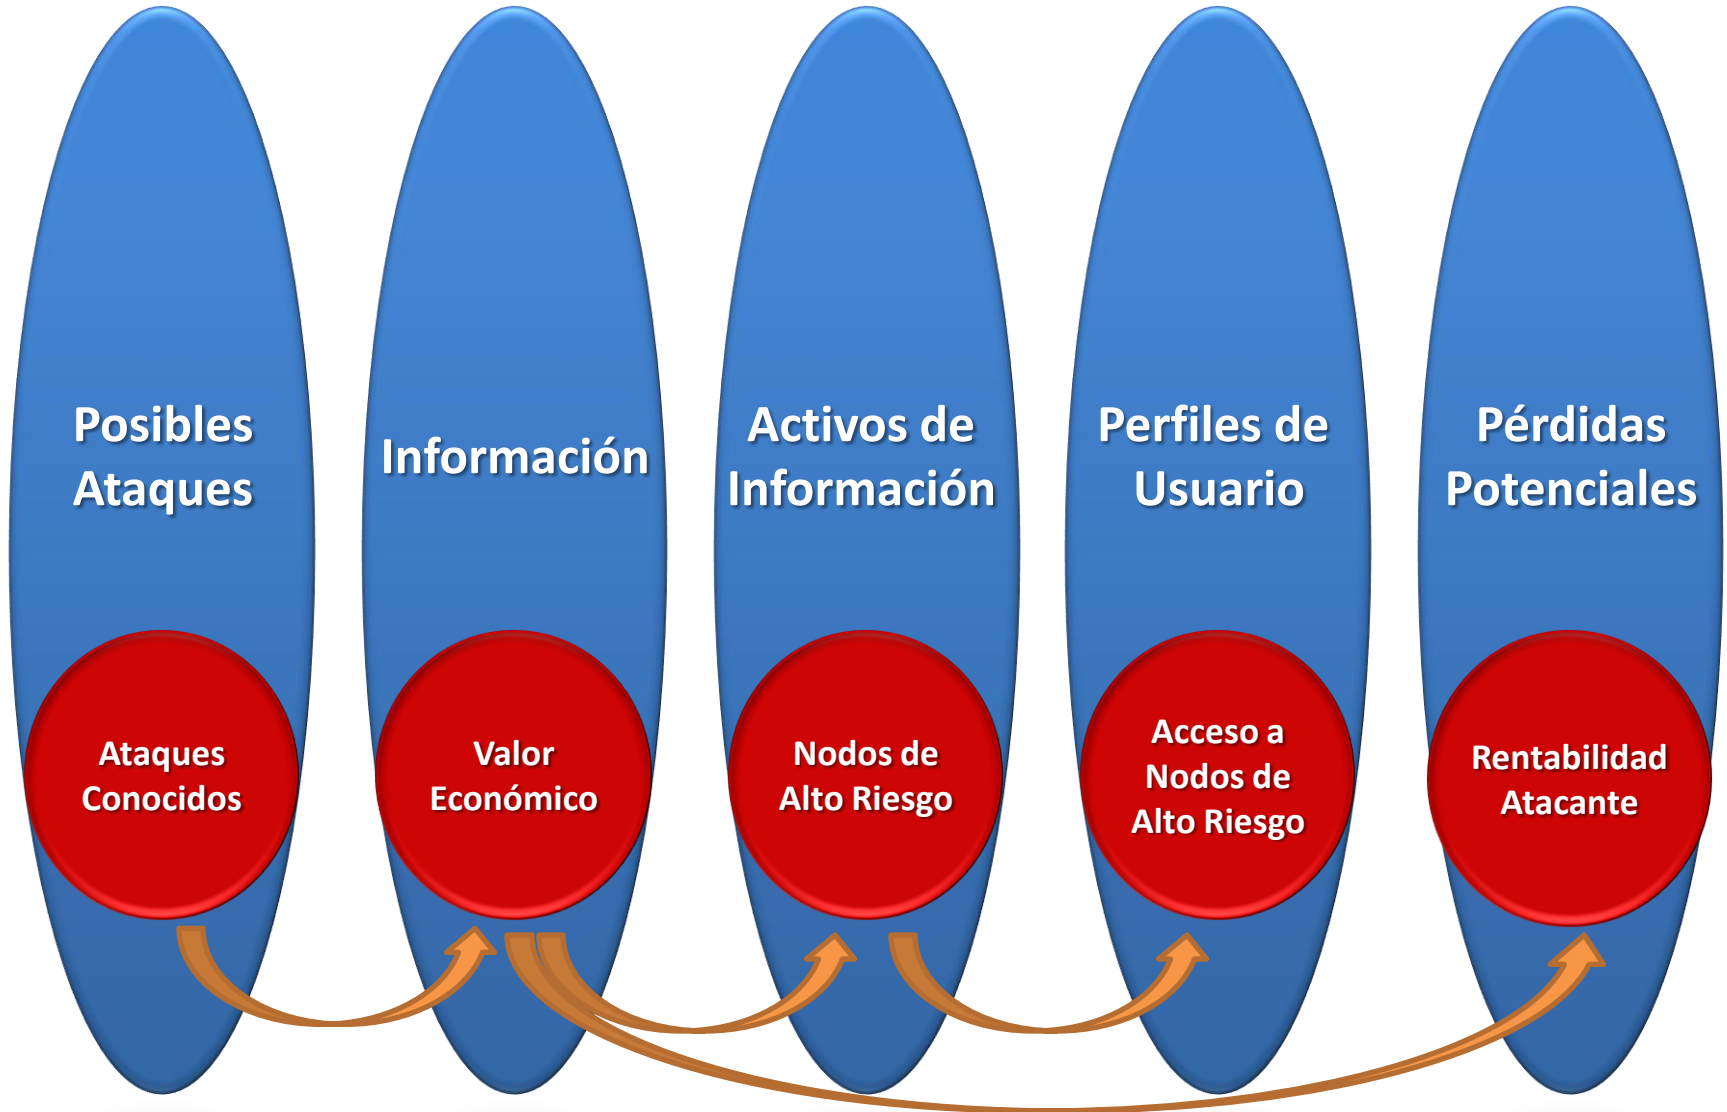 Posibles
Ataques
Información
Activos de
Información
Perfiles de
Usuario
Pérdidas
Potenciales
Ataques
Conocidos
Valor
Económico
Nodos de
Alto Riesgo
Acceso a
Nodos de
Alto Riesgo
Rentabilidad
Atacante